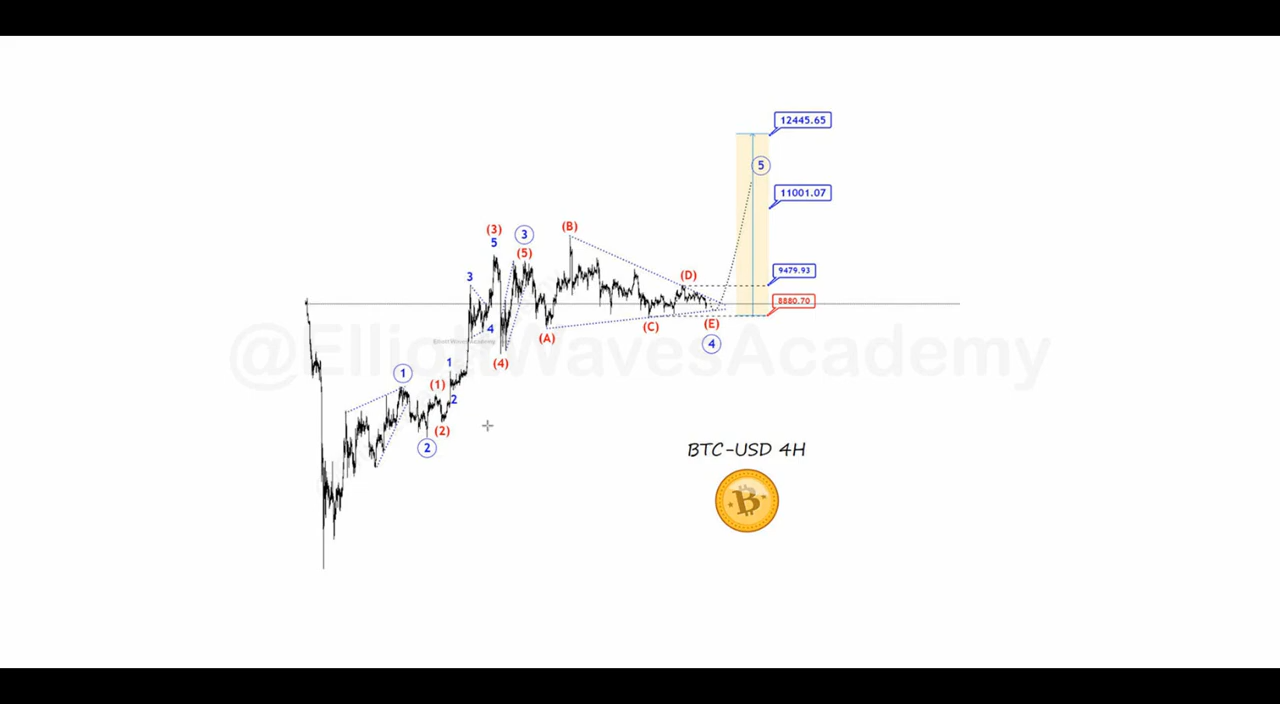 12445.65
5
11001.07
(B)
(3)
3
5
(5)
9479.93
(D)
3
8880.70
(E)
4
(C)
(A)
ElliottWavesAcademy
4
@ElliottWavesAcademy
(4)
1
1
(1)
2
(2)
2
BTC-USD 4H